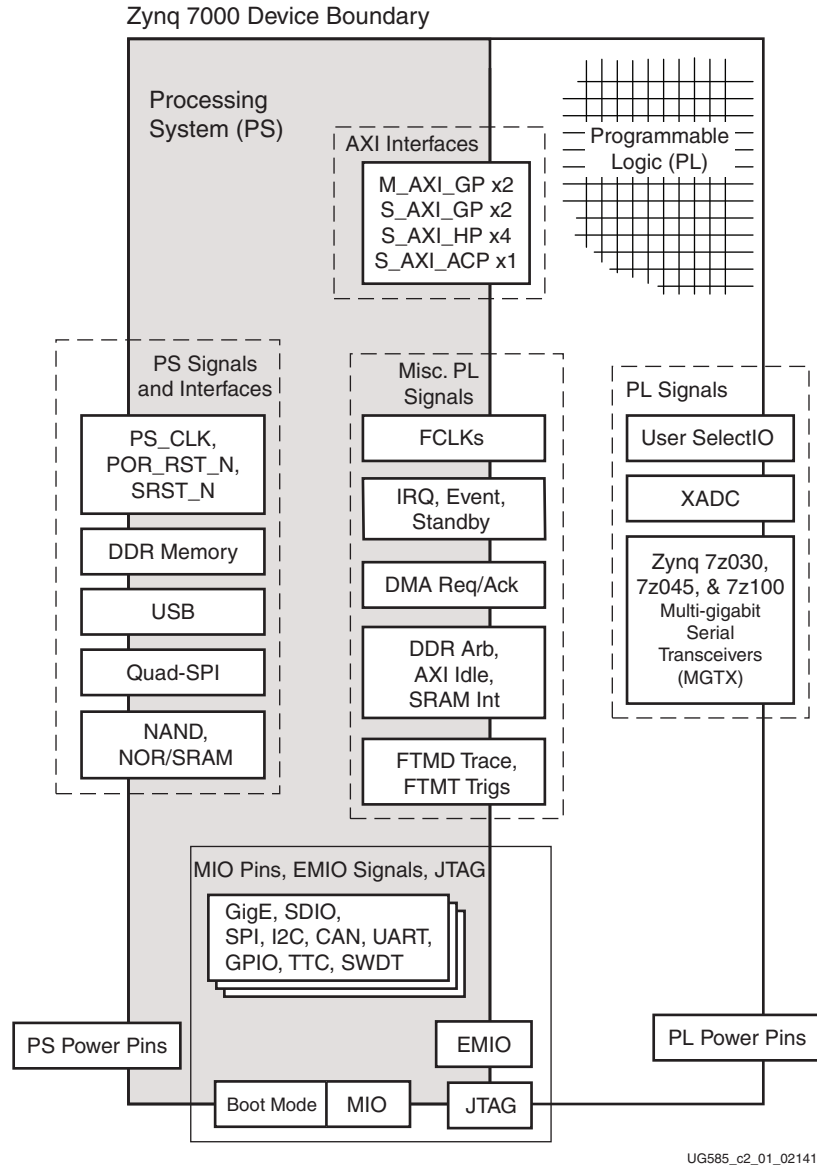 Zynq 7000 Device Boundary
Processing
System (PS)
AXI Interfaces
M_AXI_GP x2
S_AXI_GP x2
S_AXI_HP x4
S_AXI_ACP x1
Programmable
Logic (PL)
PS Signals
and Interfaces
PS_CLK,
POR_RST_N,
SRST_N
DDR Memory
USB
Quad-SPI
NAND,
NOR/SRAM
Misc. PL
Signals
FCLKs
IRQ, Event,
Standby
DMA Req/Ack
DDR Arb,
AXI Idle,
SRAM Int
FTMD Trace,
FTMT Trigs
PL Signals
User SelectIO
XADC
Zynq 7z030,
7z045, & 7z100
Multi-gigabit
Serial
Transceivers
(MGTX)
MIO Pins, EMIO Signals, JTAG
GigE, SDIO,
SPI, I2C, CAN, UART,
GPIO, TTC, SWDT
PS Power Pins
EMIO
PL Power Pins
Boot Mode
MIO
JTAG
UG585_c2_01_02141